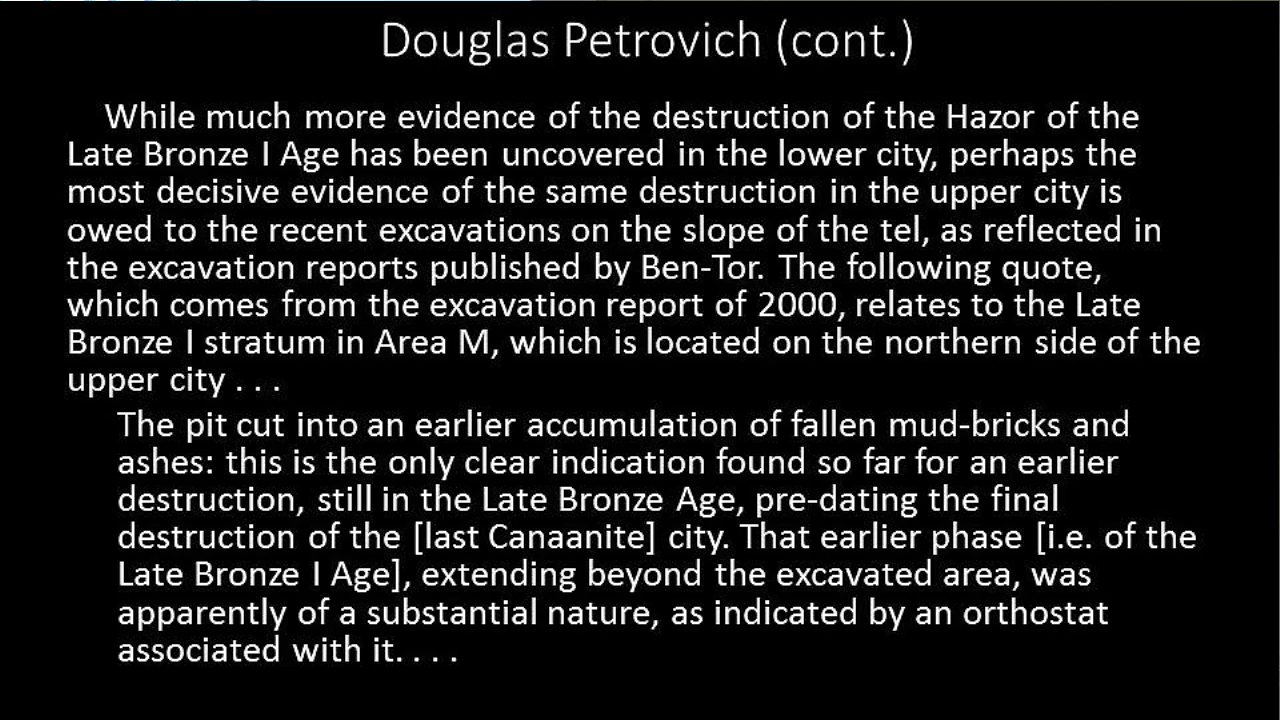 Douglas Petrovich (cont.)
While much more evidence of the destruction of the Hazor of the
Late Bronze I Age has been uncovered in the lower city, perhaps the
most decisive evidence of the same destruction in the upper city is
owed to the recent excavations on the slope of the tel, as reflected in
the excavation reports published by Ben-Tor. The following quote,
which comes from the excavation report of 2000, relates to the Late
Bronze I stratum in Area M, which is located on the northern side of the
upper city . . .
The pit cut into an earlier accumulation of fallen mud-bricks and
ashes: this is the only clear indication found so far for an earlier
destruction, still in the Late Bronze Age, pre-dating the final
destruction of the [last Canaanite] city. That earlier phase [i.e. of the
Late Bronze I Age], extending beyond the excavated area, was
apparently of a substantial nature, as indicated by an orthostat
associated with it. . . .